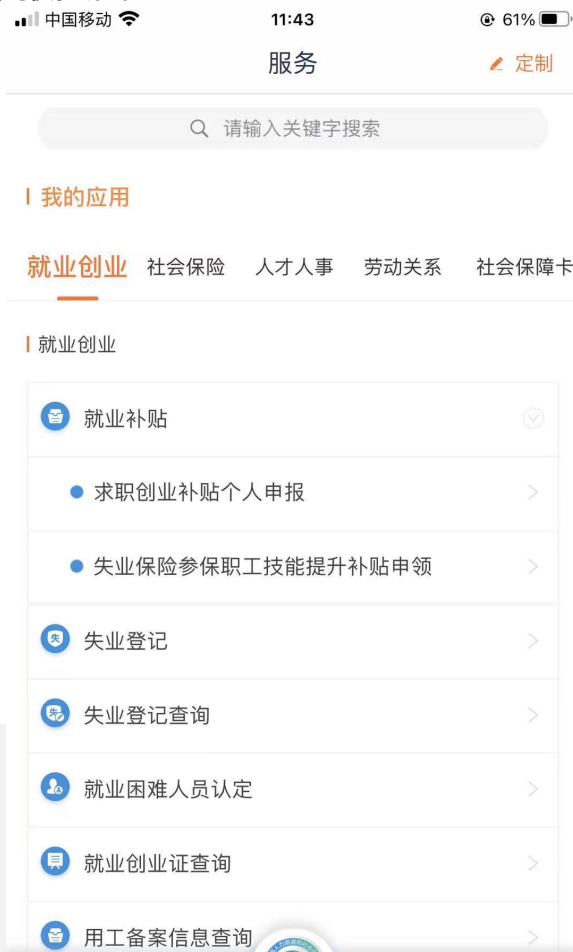 中国移动
11:43
61%
服务
定制
请输入关键字搜索
我的应用
就业创业 社会保险 人才人事 劳动关系 社会保障卡
就业创业
就业补贴
求职创业补贴个人申报
失业保险参保职工技能提升补贴申领
失
失业登记
失
失业登记查询
就业困难人员认定
就业创业证查询
用工备案信息查询